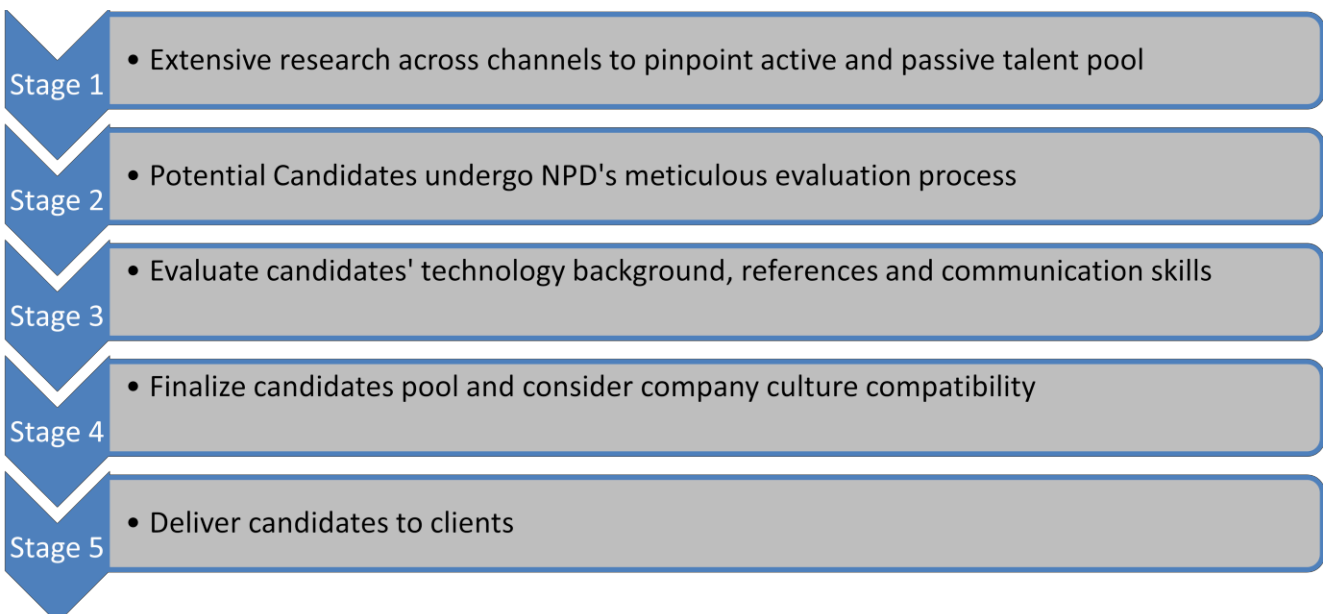 Stage 1
• Extensive research across channels to pinpoint active and passive talent pool
Stage 2
• Potential Candidates undergo NPD's meticulous evaluation process
Stage 3
• Evaluate candidates' technology background, references and communication skills
Stage 4
• Finalize candidates pool and consider company culture compatibility
Stage 5
• Deliver candidates to clients